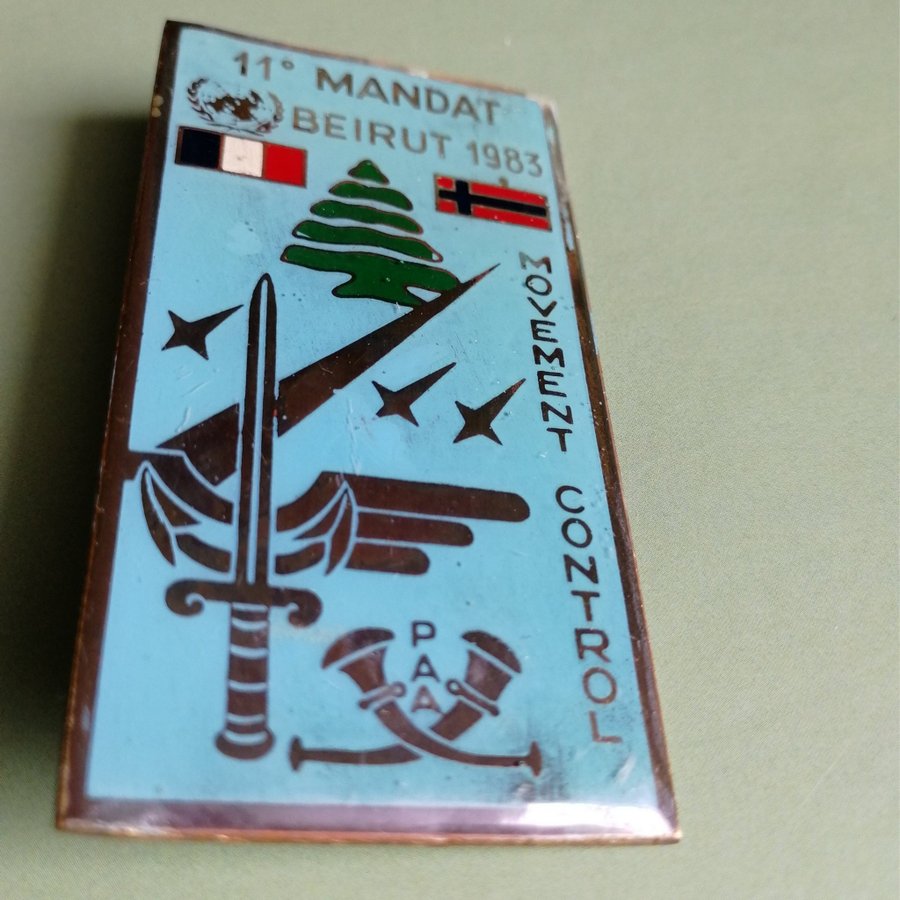 11° MANDAT
BEIRUT 1983
MOVEMENT CONTROL
PAA